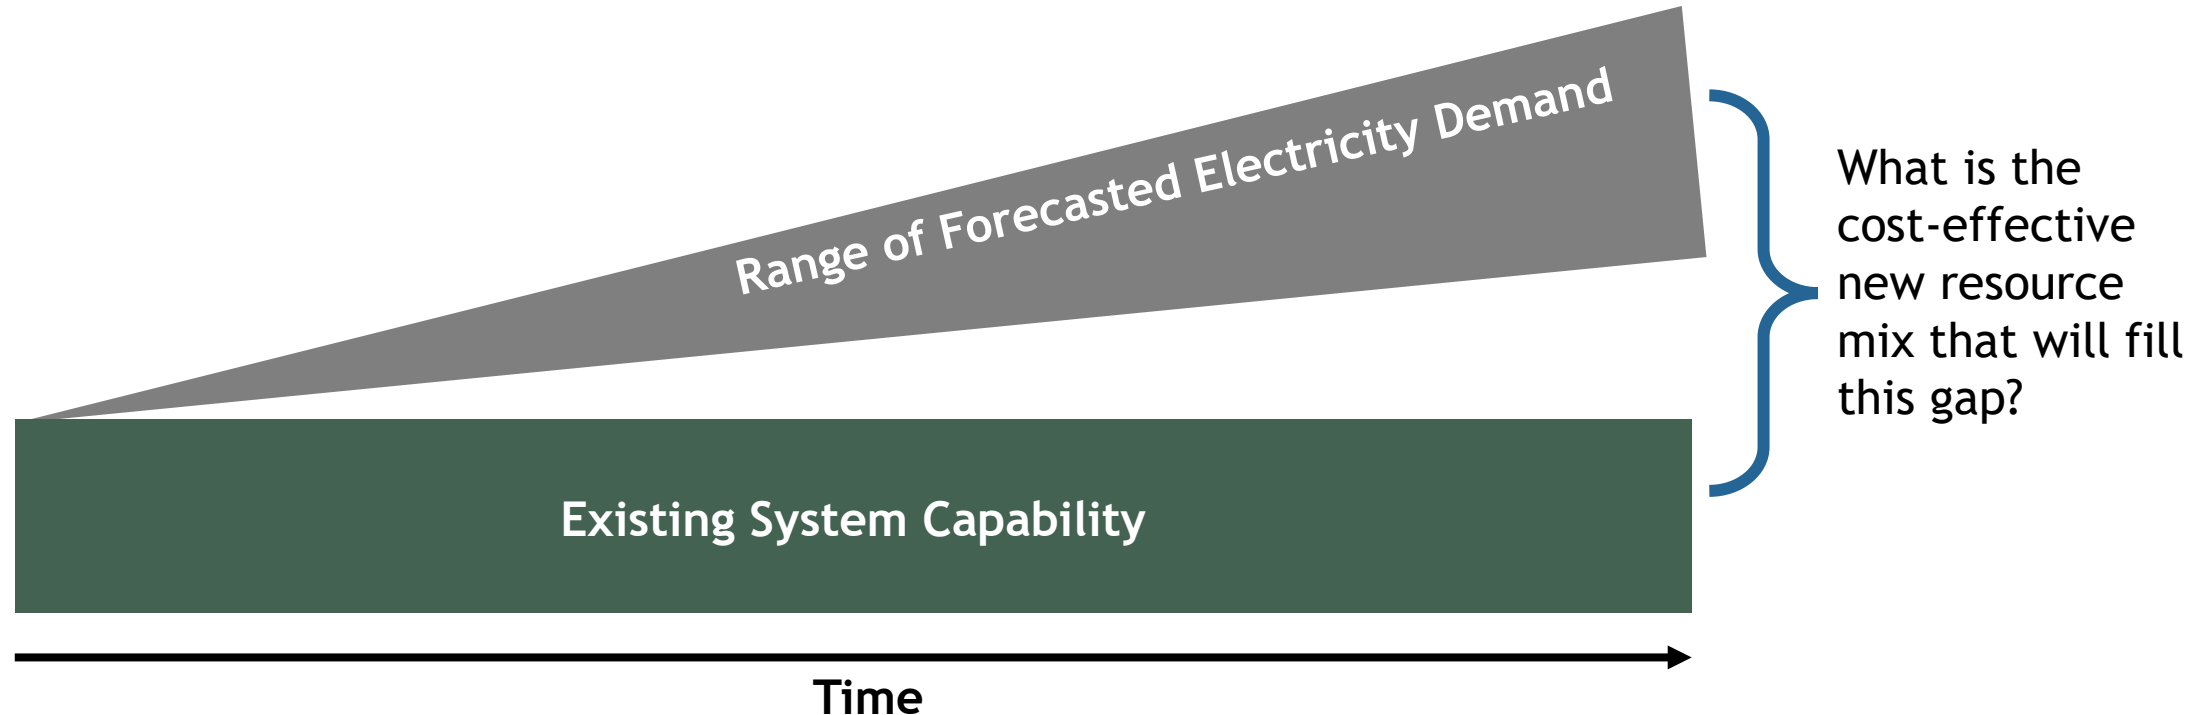 Range of Forecasted Electricity Demand
What is the
cost-effective
new resource
mix that will fill
this gap?
Existing System Capability
Time